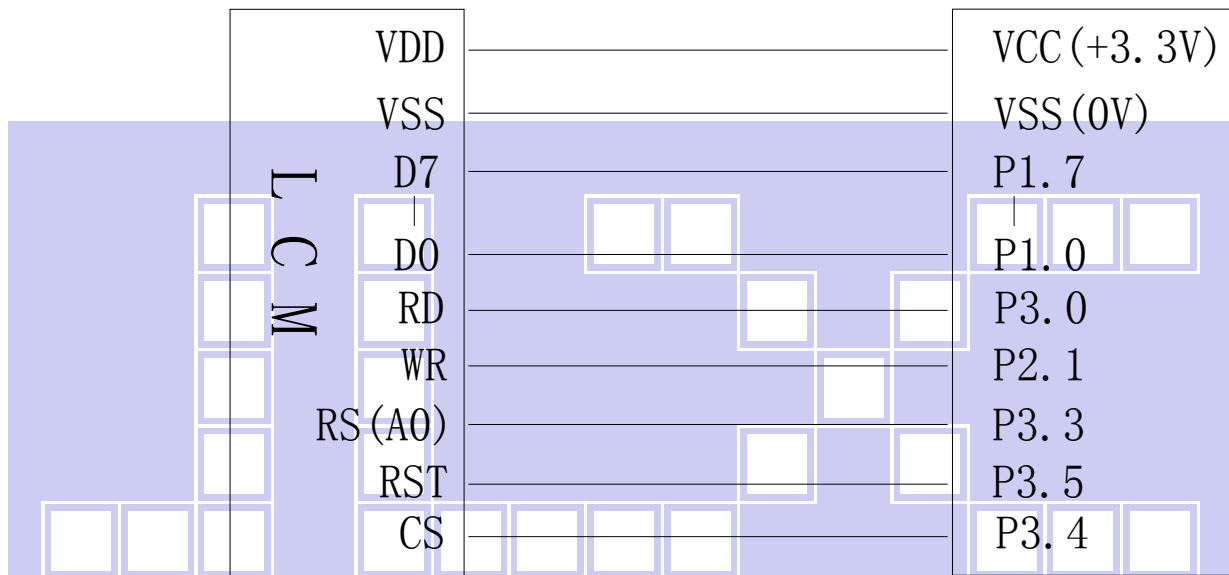 VDD VCC(+3.3V)
VSS VSS(0V)
D7 P1.7
D0 P1.0
RD P3.0
WR P2.1
RS(A0) P3.3
RST P3.5
CS P3.4
LCM